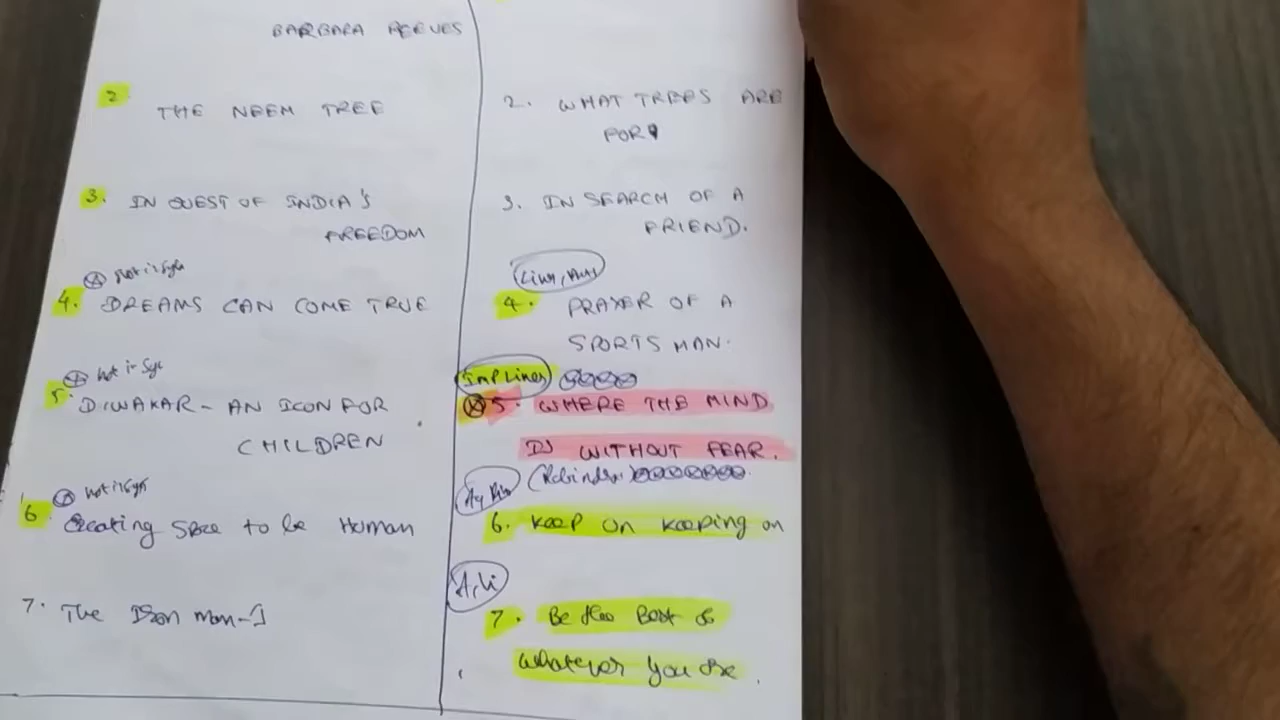 BARBARA REEVES
2. THE NEEM TREE
3. IN QUEST OF INDIA'S
FREEDOM
Not in Syll
4. DREAMS CAN COME TRUE
Not in Syll
5. DIWAKAR - AN ICON FOR
CHILDREN
Not in Syll
6 Creating Space to be Human
7. The Iron Man-I
2. WHAT TREES ARE
FOR?
3. IN SEARCH OF A
FRIEND.
4. PRAYER OF A
SPORTS MAN.
Imp Lines
5. WHERE THE MIND
IS WITHOUT FEAR.
6. Keep on keeping on
7. Be the Best of
whatever you are.